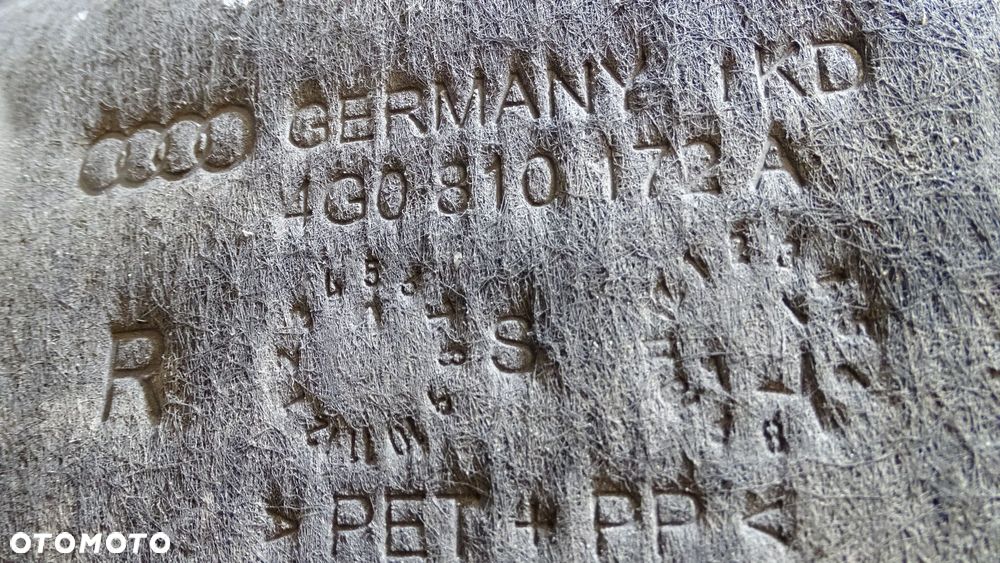 GERMANY IKD
4G0 810 172 A
R S
>PET+PP<
OTOMOTO